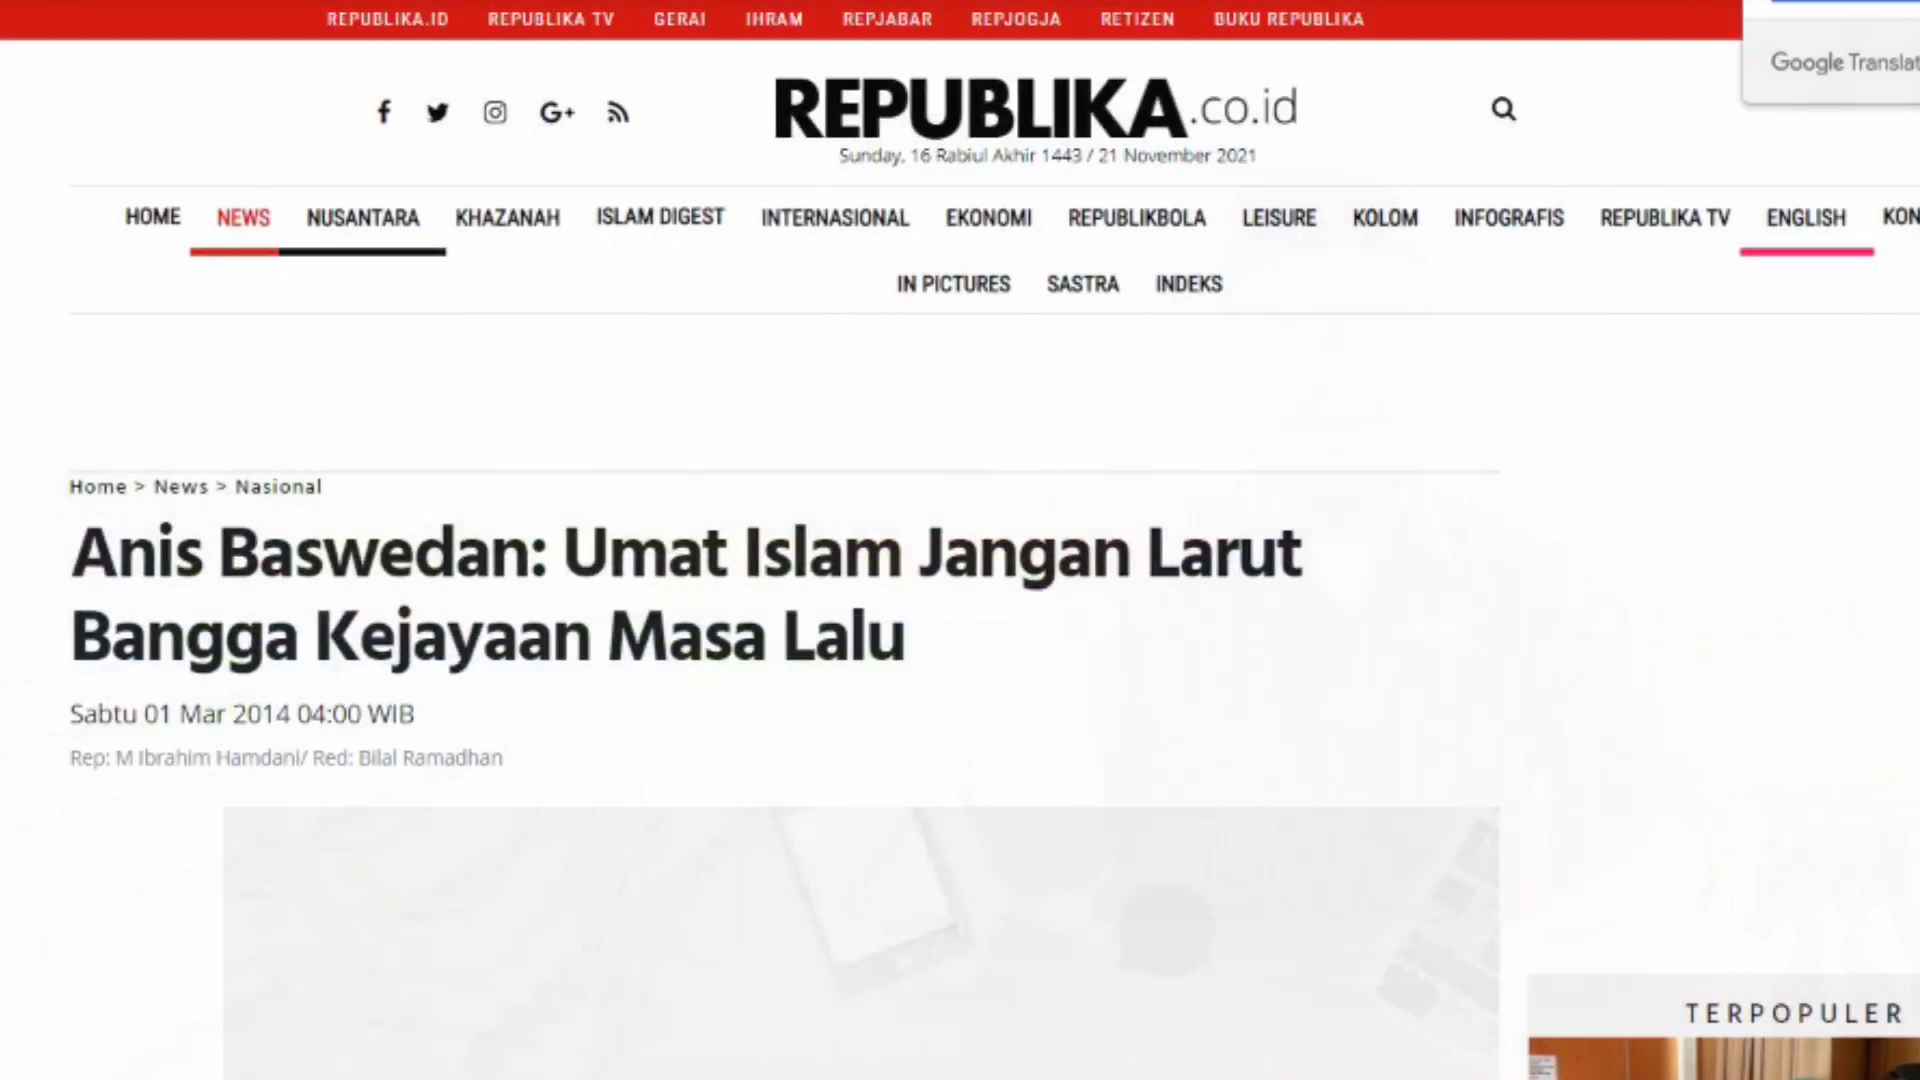 REPUBLIKA.ID REPUBLIKA TV GERAI IHRAM REPJABAR REPJOGJA RETIZEN BUKU REPUBLIKA
Google
REPUBLIKA.co.id
Sunday, 16 Rabiul Akhir 1443 / 21 November 2021
HOME NEWS NUSANTARA KHAZANAH ISLAM DIGEST INTERNASIONAL EKONOMI REPUBLIKBOLA LEISURE KOLOM INFOGRAFIS REPUBLIKA TV ENGLISH
IN PICTURES SASTRA INDEKS
Home > News > Nasional
Anis Baswedan: Umat Islam Jangan Larut
Bangga Kejayaan Masa Lalu
Sabtu 01 Mar 2014 04:00 WIB
Rep: M Ibrahim Hamdani/ Red: Bilal Ramadhan
TERPOPULER